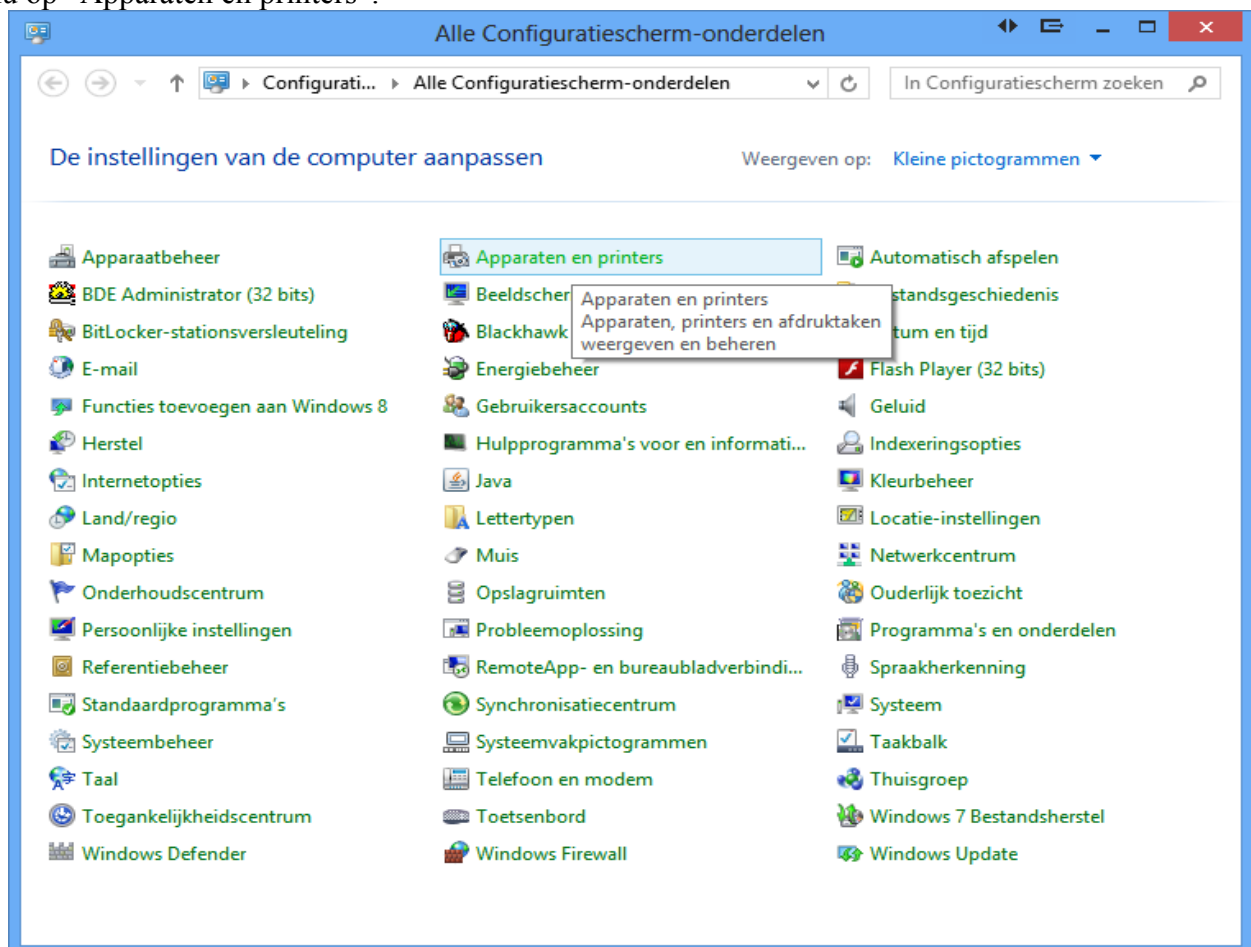 op "Apparaten en printers".
Alle Configuratiescherm-onderdelen
Configurati... Alle Configuratiescherm-onderdelen In Configuratiescherm zoeken
De instellingen van de computer aanpassen Weergeven op: Kleine pictogrammen
Apparaatbeheer Apparaten en printers Automatisch afspelen
BDE Administrator (32 bits) Beeldscher standsgeschiedenis
Apparaten en printers
Apparaten, printers en afdruktaken
weergeven en beheren
BitLocker-stationsversleuteling Blackhawk tum en tijd
E-mail Energiebeheer Flash Player (32 bits)
Functies toevoegen aan Windows 8 Gebruikersaccounts Geluid
Herstel Hulpprogramma's voor en informati... Indexeringsopties
Internetopties Java Kleurbeheer
Land/regio Lettertypen Locatie-instellingen
Mapopties Muis Netwerkcentrum
Onderhoudscentrum Opslagruimten Ouderlijk toezicht
Persoonlijke instellingen Probleemoplossing Programma's en onderdelen
Referentiebeheer RemoteApp- en bureaubladverbindi... Spraakherkenning
Standaardprogramma's Synchronisatiecentrum Systeem
Systeembeheer Systeemvakpictogrammen Taakbalk
Taal Telefoon en modem Thuisgroep
Toegankelijkheidscentrum Toetsenbord Windows 7 Bestandsherstel
Windows Defender Windows Firewall Windows Update